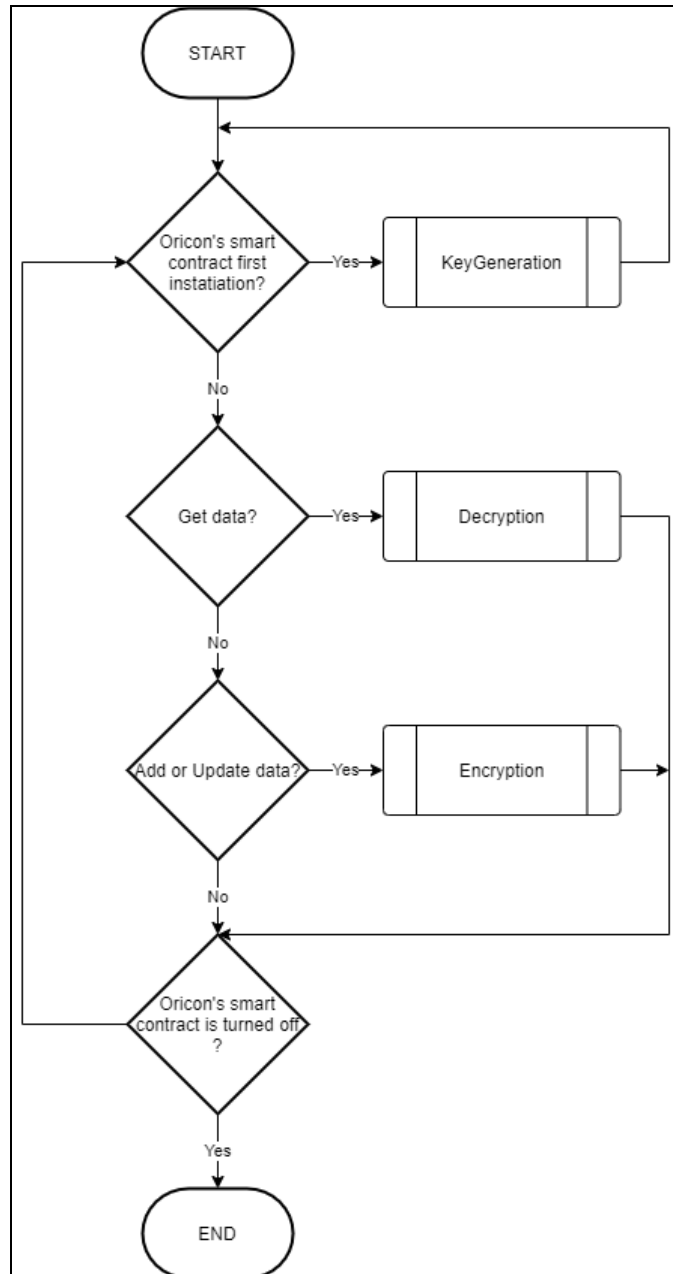 START
Oricon's smart
contract first
instatiation?
Yes
KeyGeneration
No
Get data?
Yes
Decryption
No
Add or Update data?
Yes
Encryption
No
Oricon's smart
contract is turned off
?
Yes
END